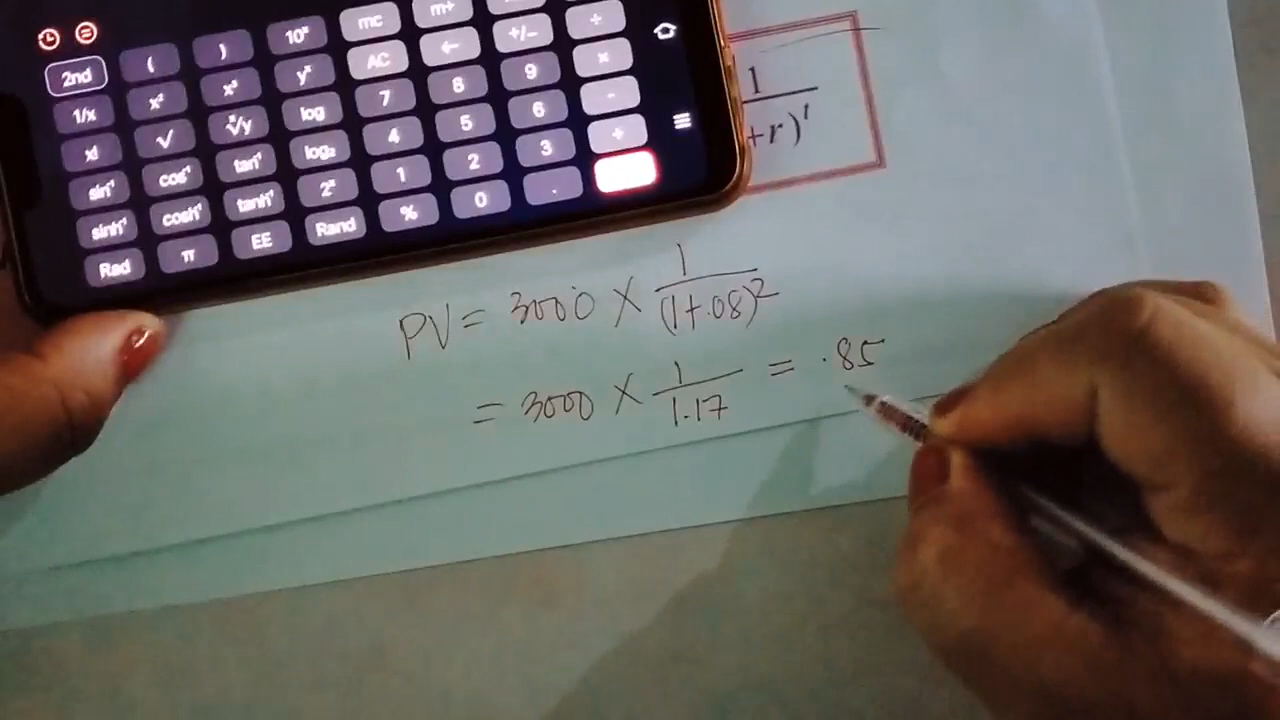 mc m+ ÷
2nd ( ) 10ˣ AC ← +/− ×
1/x x² x³ yˣ 7 8 9 -
x! √ ˣ√y log 4 5 6 +
sin⁻¹ cos⁻¹ tan⁻¹ log₂ 1 2 3
sinh⁻¹ cosh⁻¹ tanh⁻¹ 2ˣ % 0 .
Rad π EE Rand
1
+r)ᵗ
PV = 3000 × 1/(1+.08)²
= 3000 × 1/1.17 = .85